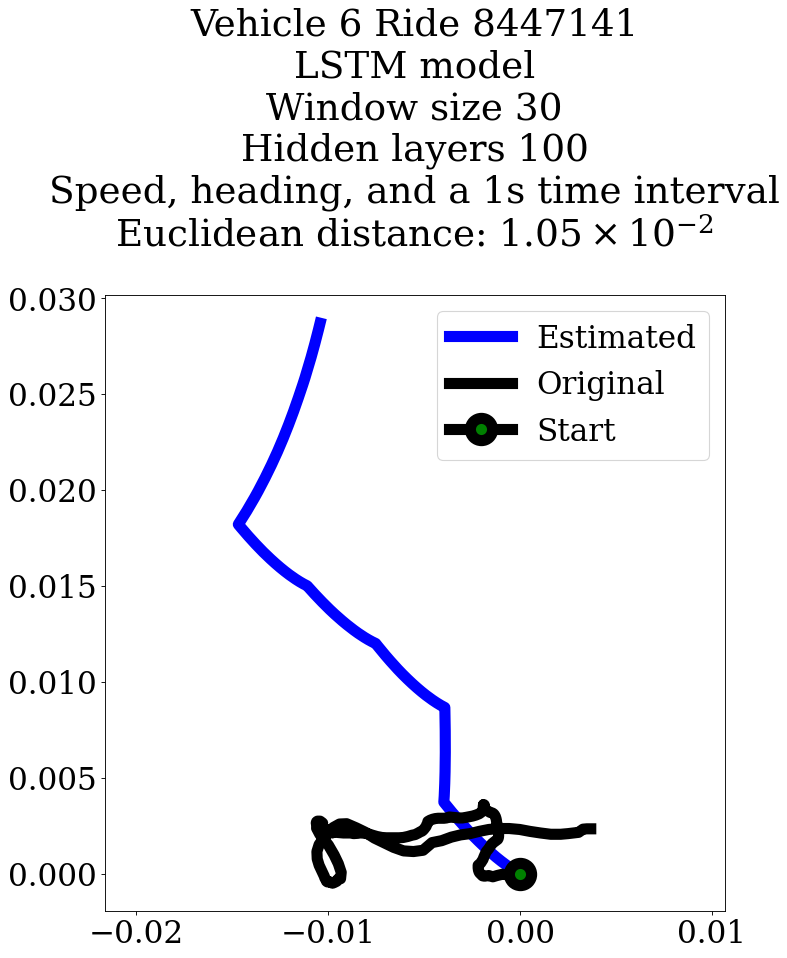 Vehicle 6 Ride 8447141
LSTM model
Window size 30
Hidden layers 100
Speed, heading, and a 1s time interval
Euclidean distance: 1.05 × 10⁻²
0.030
0.025
0.020
0.015
0.010
0.005
0.000
−0.02
−0.01
0.00
0.01
Estimated
Original
Start